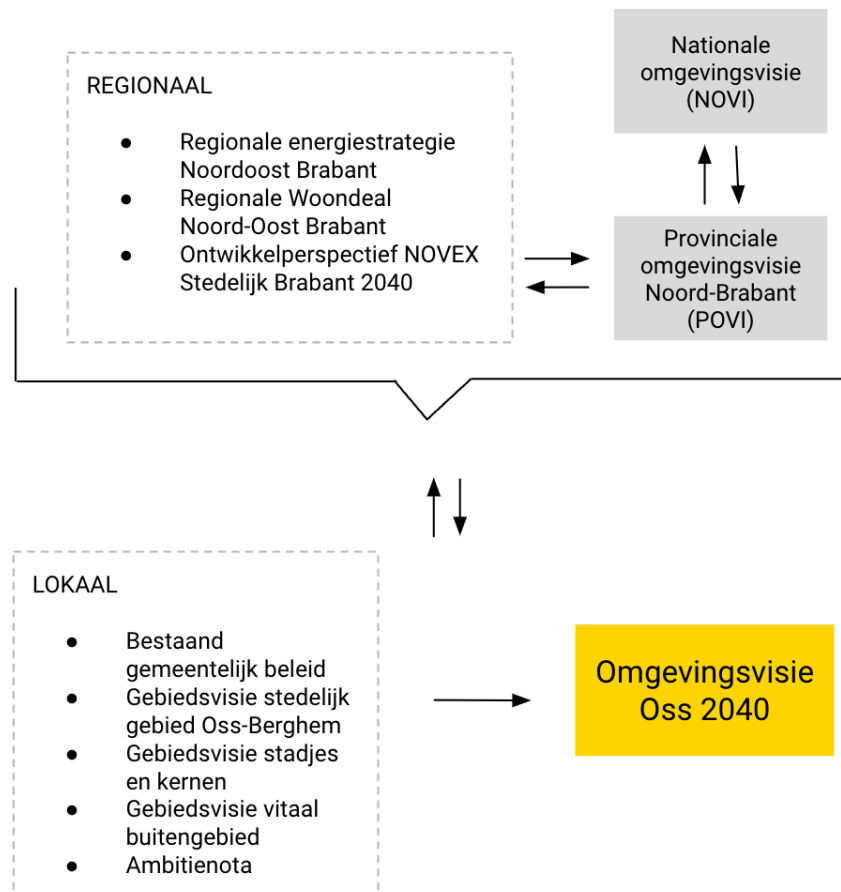 REGIONAAL
● Regionale energiestrategie
Noordoost Brabant
● Regionale Woondeal
Noord-Oost Brabant
● Ontwikkelperspectief NOVEX
Stedelijk Brabant 2040
Nationale
omgevingsvisie
(NOVI)
Provinciale
omgevingsvisie
Noord-Brabant
(POVI)
LOKAAL
● Bestaand
gemeentelijk beleid
● Gebiedsvisie stedelijk
gebied Oss-Berghem
● Gebiedsvisie stadjes
en kernen
● Gebiedsvisie vitaal
buitengebied
● Ambitienota
Omgevingsvisie
Oss 2040